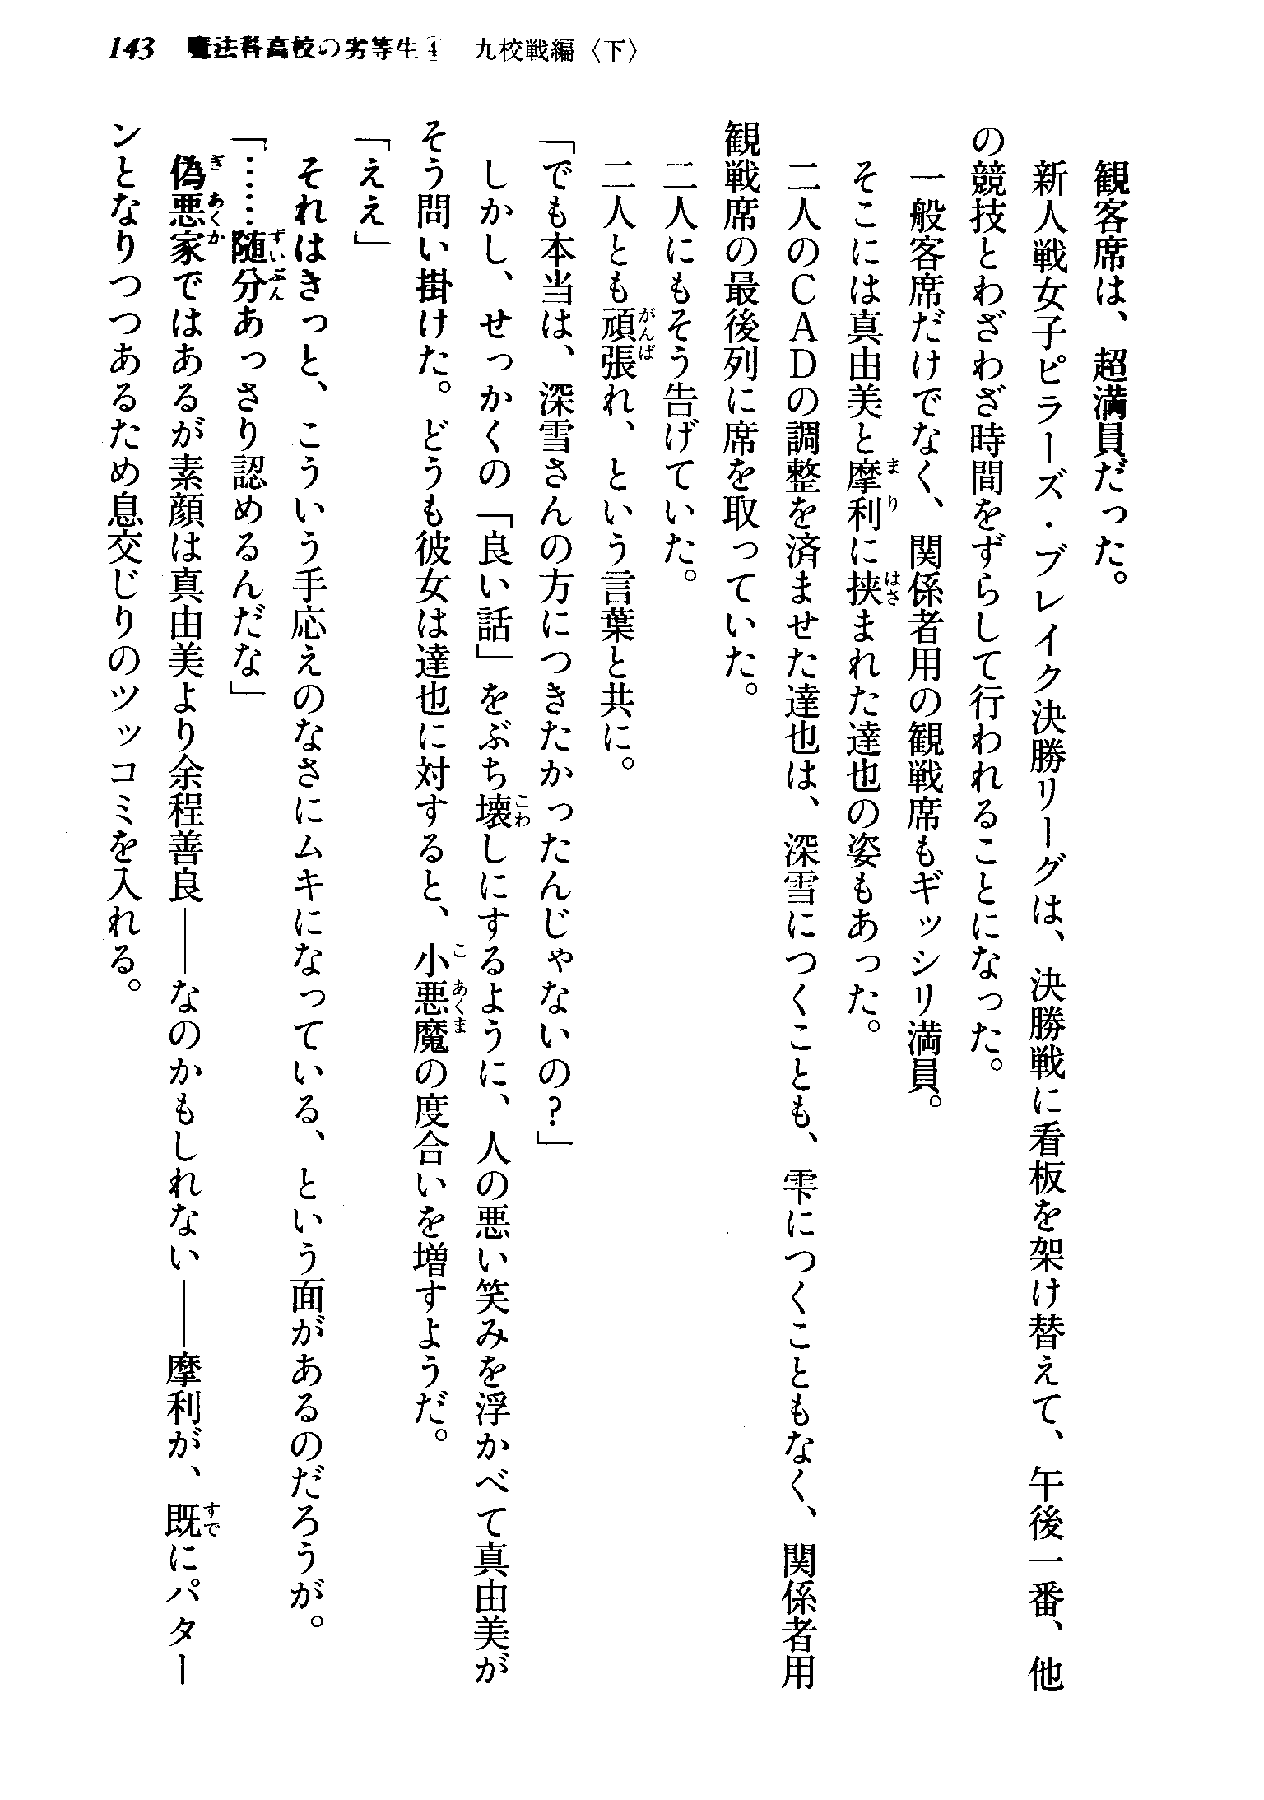 143 魔法科高校の劣等生4 九校戦編〈下〉
観客席は、超満員だった。
新人戦女子ピラーズ・ブレイク決勝リーグは、決勝戦に看板を架け替えて、午後一番、他
の競技とわざわざ時間をずらして行われることになった。
一般客席だけでなく、関係者用の観戦席もギッシリ満員。
そこには真由美と摩利に挟まれた達也の姿もあった。
二人のCADの調整を済ませた達也は、深雪につくことも、雫につくこともなく、関係者用
観戦席の最後列に席を取っていた。
二人にもそう告げていた。
二人とも頑張れ、という言葉と共に。
「でも本当は、深雪さんの方につきたかったんじゃないの?」
しかし、せっかくの「良い話」をぶち壊しにするように、人の悪い笑みを浮かべて真由美が
そう問い掛けた。どうも彼女は達也に対すると、小悪魔の度合いを増すようだ。
「ええ」
それはきっと、こういう手応えのなさにムキになっている、という面があるのだろうが。
「……随分あっさり認めるんだな」
偽悪家ではあるが素顔は真由美より余程善良――なのかもしれない――摩利が、既にパター
ンとなりつつあるため息交じりのツッコミを入れる。